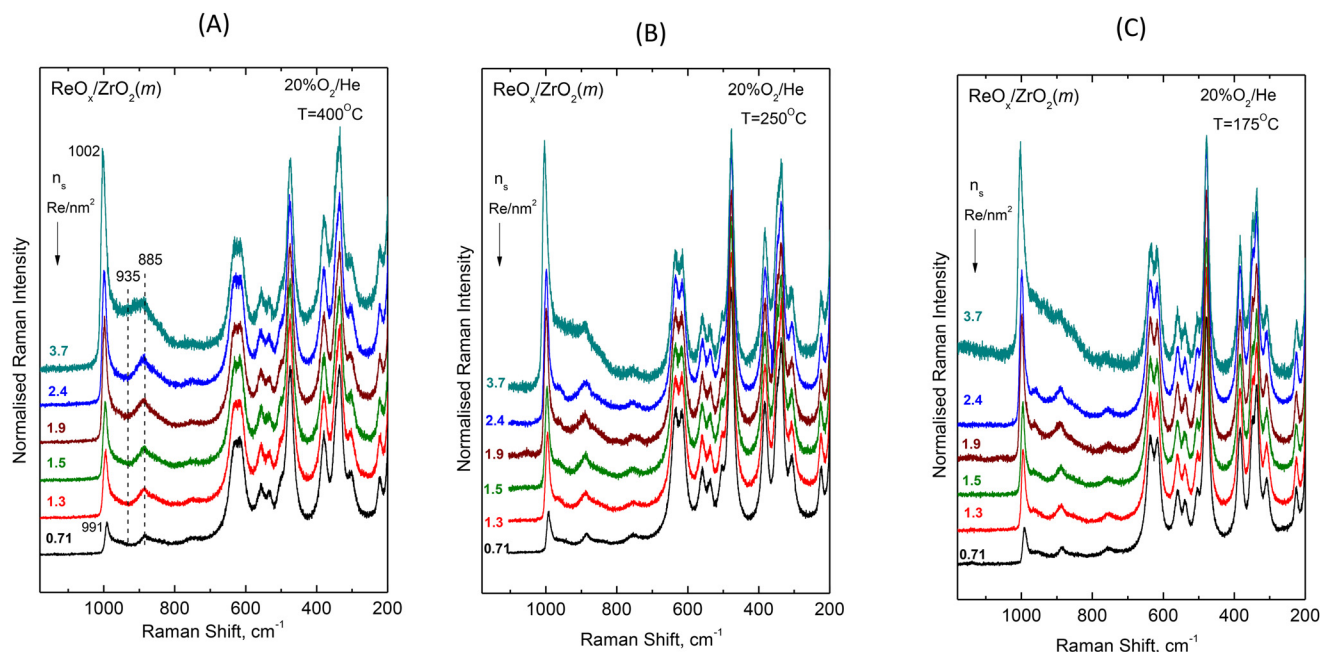 (A)
ReOₓ/ZrO₂(m)
20%O₂/He
T=400⁰C
1002
nₛ
Re/nm²
935
885
3.7
2.4
1.9
1.5
1.3
991
0.71
Normalised Raman Intensity
1000 800 600 400 200
Raman Shift, cm⁻¹
(B)
ReOₓ/ZrO₂(m)
20%O₂/He
T=250⁰C
nₛ
Re/nm²
3.7
2.4
1.9
1.5
1.3
0.71
Normalised Raman Intensity
1000 800 600 400 200
Raman Shift, cm⁻¹
(C)
ReOₓ/ZrO₂(m)
20%O₂/He
T=175⁰C
nₛ
Re/nm²
3.7
2.4
1.9
1.5
1.3
0.71
Normalised Raman Intensity
1000 800 600 400 200
Raman Shift, cm⁻¹